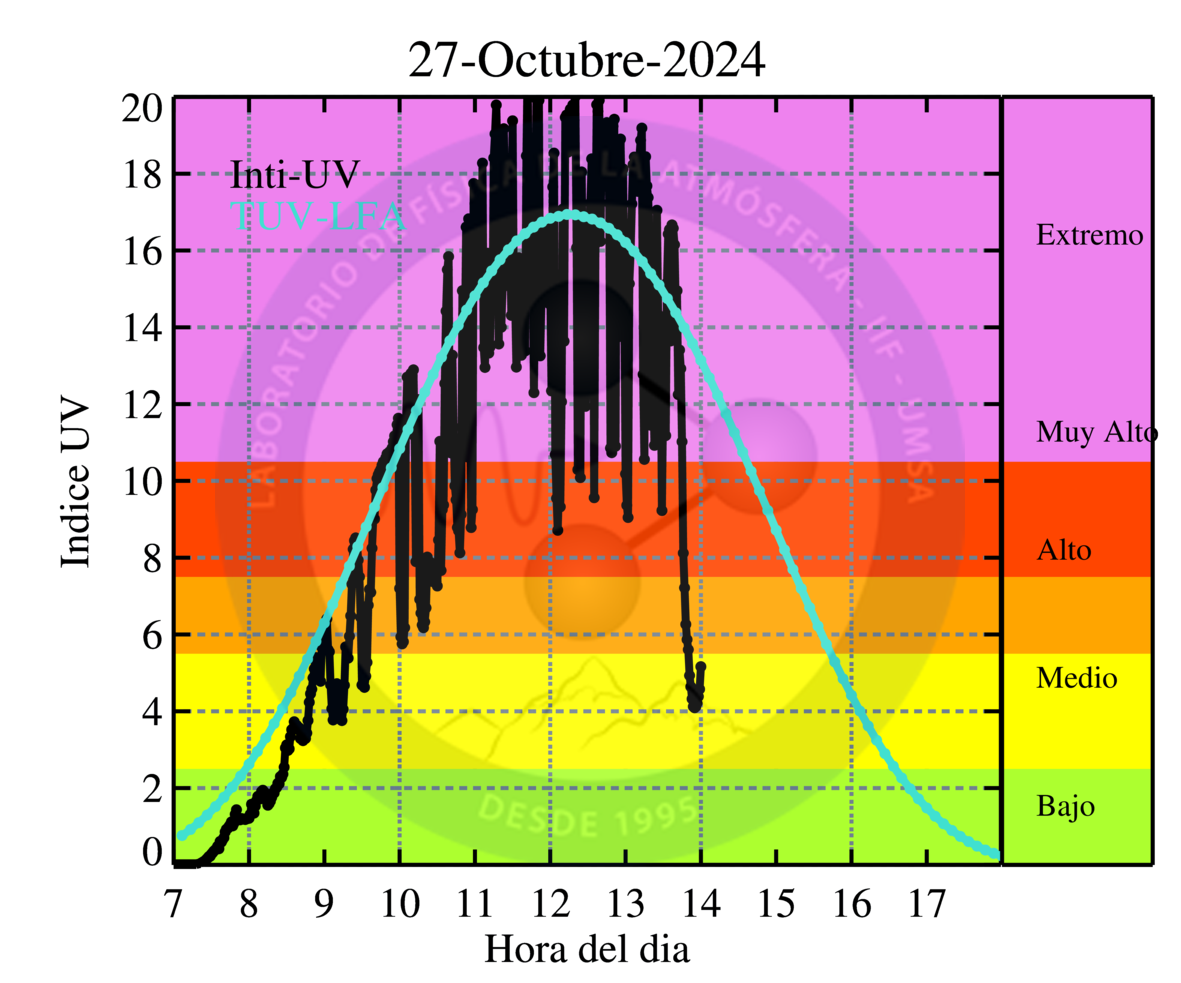 27-Octubre-2024
20
18
16
14
12
10
8
6
4
2
0
Indice UV
Inti-UV
TUV-LFA
LABORATORIO DE FÍSICA DE LA ATMÓSFERA - IIF - UMSA
DESDE 1995
Extremo
Muy Alto
Alto
Medio
Bajo
7 8 9 10 11 12 13 14 15 16 17
Hora del dia